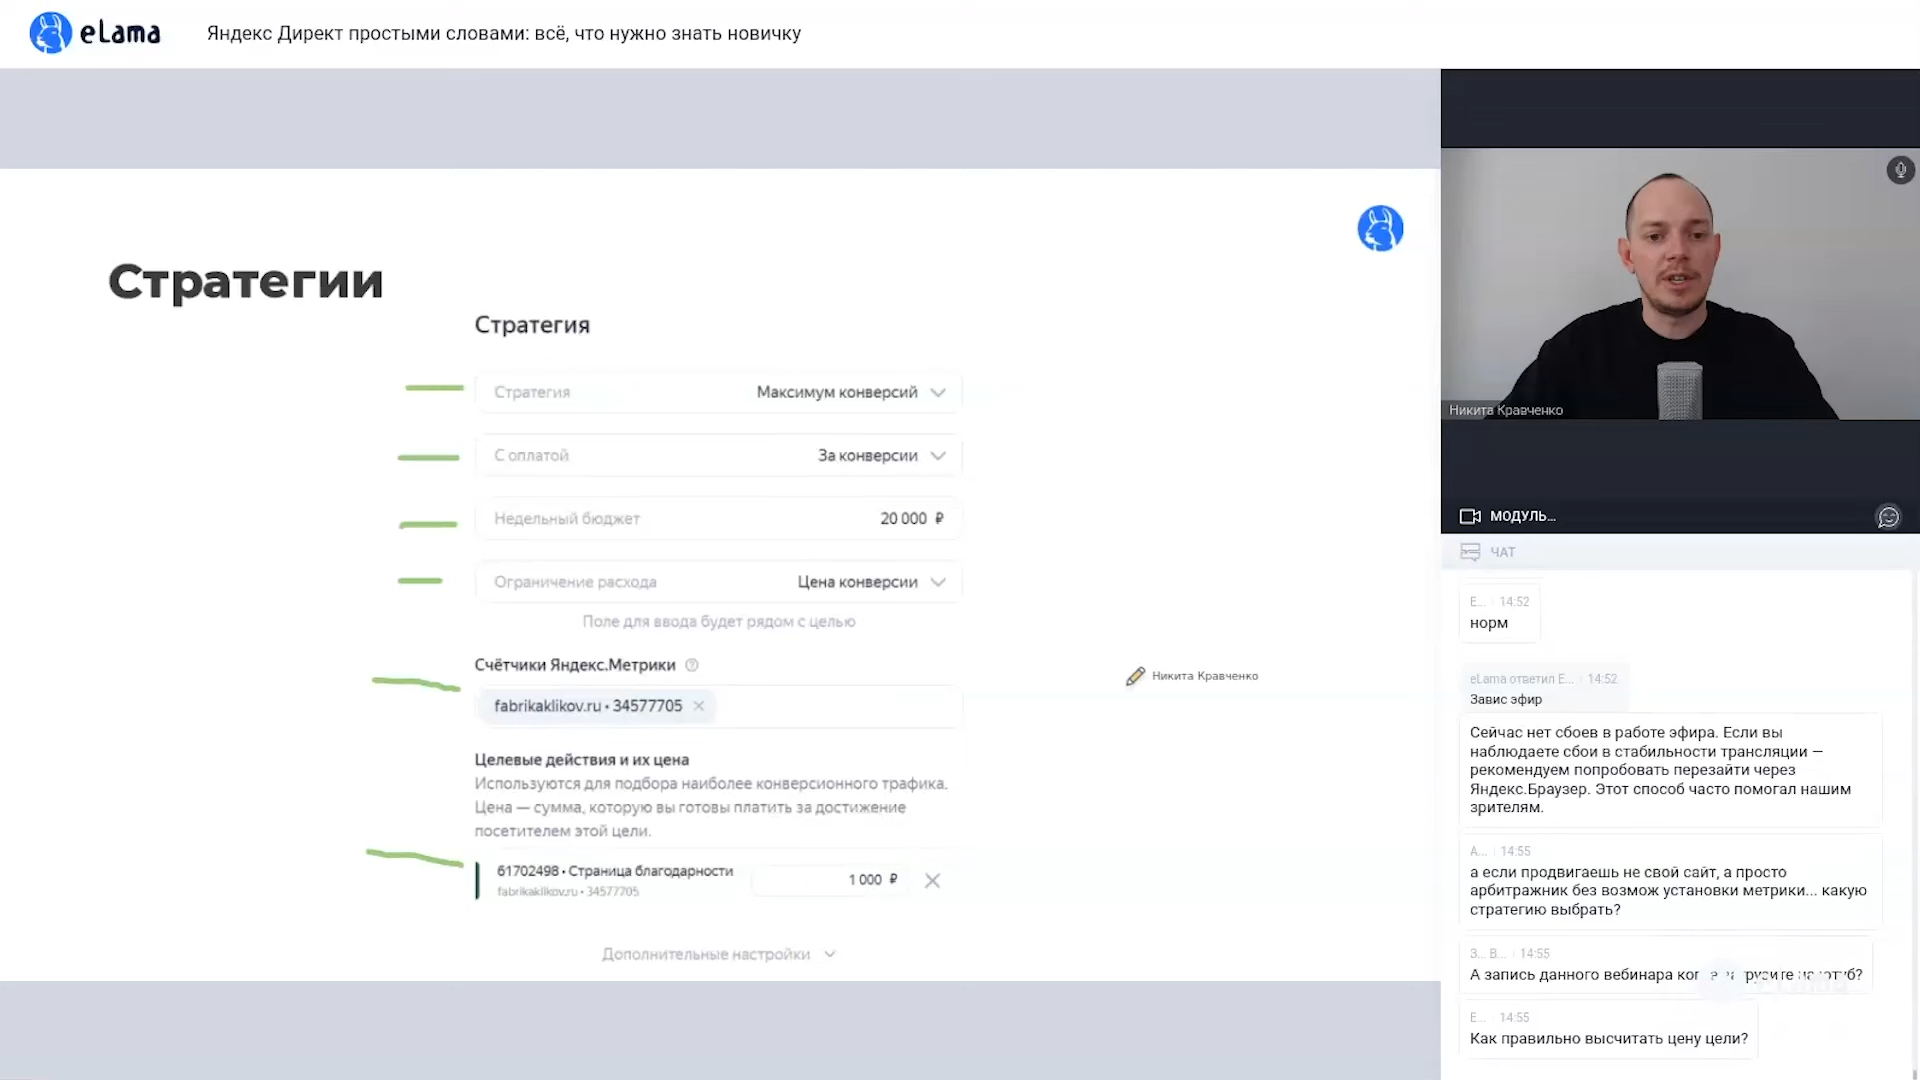 eLama
Яндекс Директ простыми словами: всё, что нужно знать новичку
Стратегии
Стратегия
Стратегия Максимум конверсий
С оплатой За конверсии
Недельный бюджет 20 000 ₽
Ограничение расхода Цена конверсии
Поле для ввода будет рядом с целью
Счётчики Яндекс.Метрики
fabrikaklikov.ru • 34577705
Целевые действия и их цена
Используются для подбора наиболее конверсионного трафика.
Цена — сумма, которую вы готовы платить за достижение
посетителем этой цели.
61702498 • Страница благодарности 1 000 ₽
fabrikaklikov.ru • 34577705
Дополнительные настройки
Никита Кравченко
Никита Кравченко
МОДУЛЬ...
ЧАТ
Е... 14:52
норм
eLama ответил Е... 14:52
Завис эфир
Сейчас нет сбоев в работе эфира. Если вы
наблюдаете сбои в стабильности трансляции —
рекомендуем попробовать перезайти через
Яндекс.Браузер. Этот способ часто помогал нашим
зрителям.
А... 14:55
а если продвигаешь не свой сайт, а просто
арбитражник без возмож установки метрики... какую
стратегию выбрать?
З... В... 14:55
А запись данного вебинара
Е... 14:55
Как правильно высчитать цену цели?